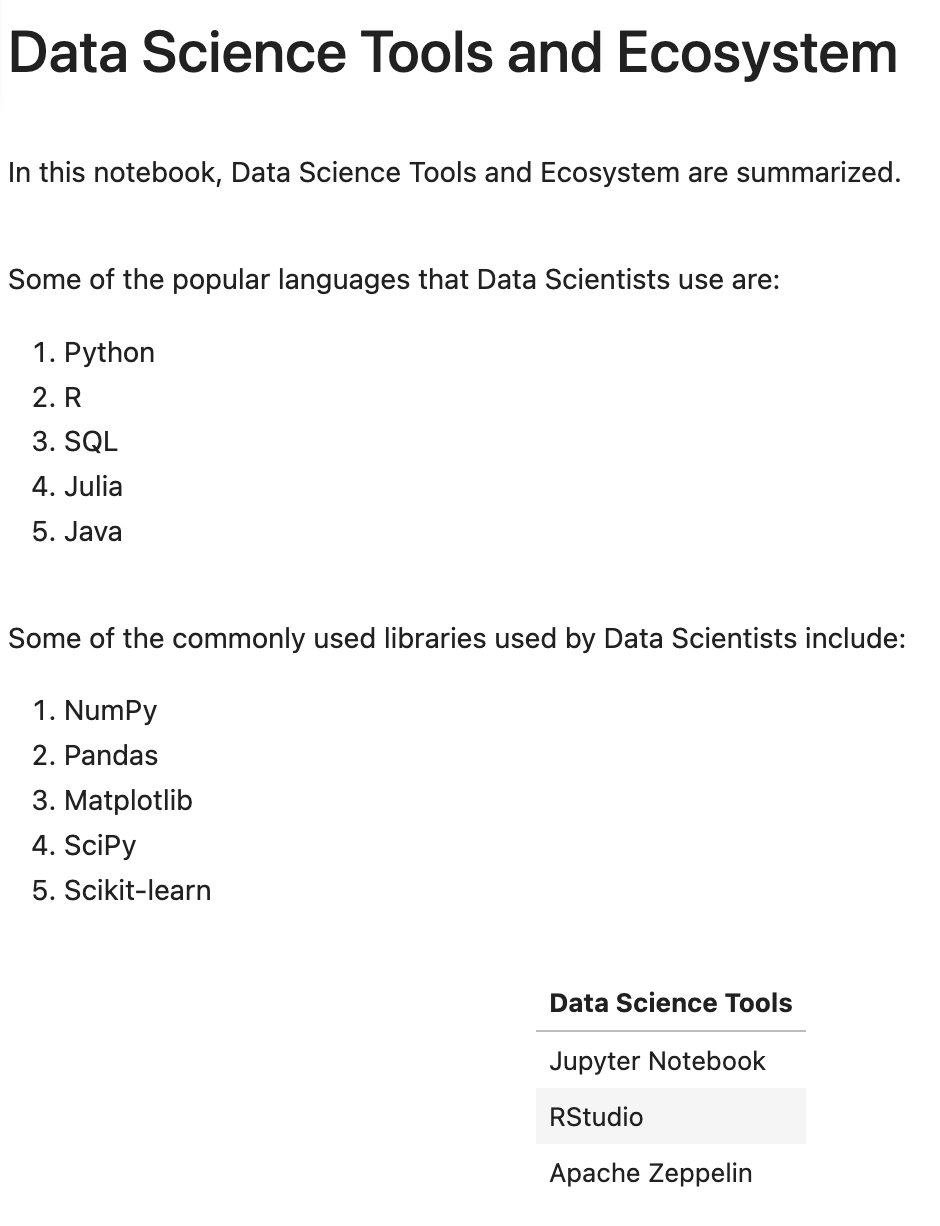 Data Science Tools and Ecosystem
In this notebook, Data Science Tools and Ecosystem are summarized.
Some of the popular languages that Data Scientists use are:
1. Python
2. R
3. SQL
4. Julia
5. Java
Some of the commonly used libraries used by Data Scientists include:
1. NumPy
2. Pandas
3. Matplotlib
4. SciPy
5. Scikit-learn
Data Science Tools
Jupyter Notebook
RStudio
Apache Zeppelin